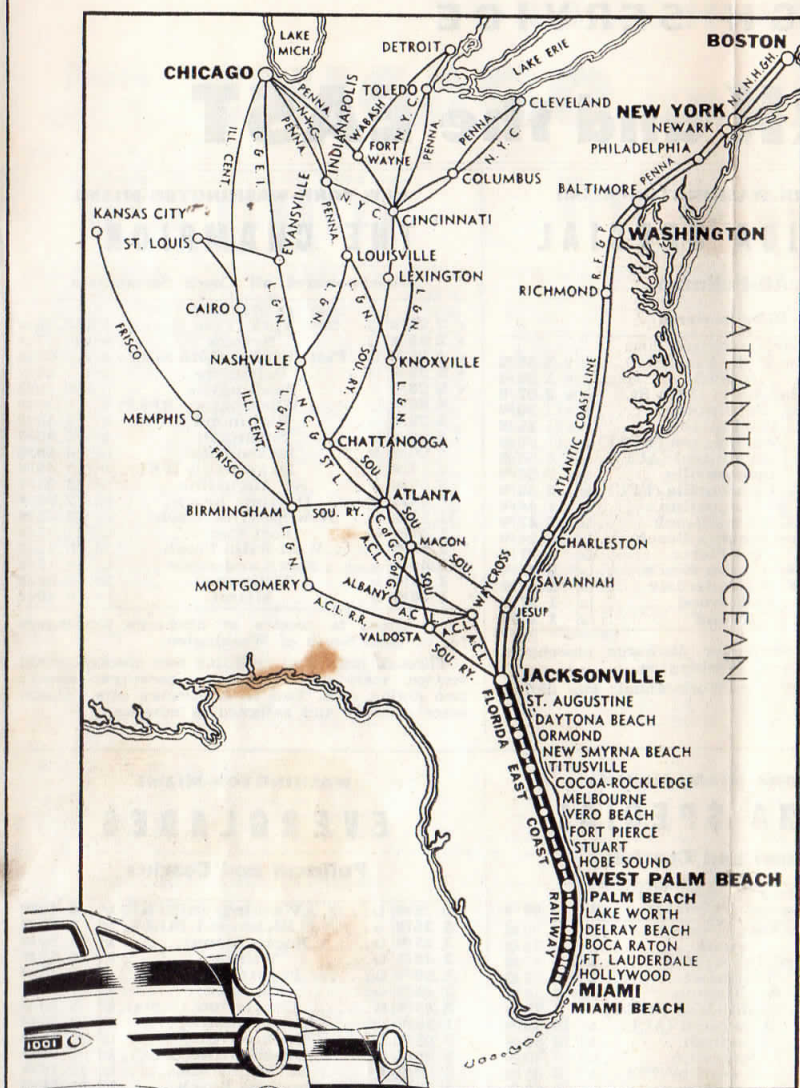 LAKE
MICH.
DETROIT
LAKE ERIE
BOSTON
CHICAGO
TOLEDO
CLEVELAND
N.Y.N.H.&H.
NEW YORK
NEWARK
PHILADELPHIA
PENNA
N.Y.C.
PENNA
INDIANAPOLIS
WABASH
N.Y.C.
PENNA
PENNA
N.Y.C.
FORT
WAYNE
ILL. CENT
C & E.I.
COLUMBUS
PENNA
BALTIMORE
KANSAS CITY
ST. LOUIS
EVANSVILLE
PENNA
N.Y.C.
CINCINNATI
WASHINGTON
LOUISVILLE
LEXINGTON
R F & P
RICHMOND
CAIRO
L & N.
L & N.
L & N.
L & N.
FRISCO
NASHVILLE
SOU. RY.
KNOXVILLE
ATLANTIC OCEAN
MEMPHIS
ILL. CENT.
L & N.
N C. &
ST L.
L & N
ATLANTIC COAST LINE
CHATTANOOGA
FRISCO
SOU
BIRMINGHAM
SOU. RY.
ATLANTA
SOU
C. of G.
C. of G.
A.C.L.
MACON
SOU.
CHARLESTON
L & N.
SOU
WAYCROSS
SAVANNAH
MONTGOMERY
ALBANY
A.C
JESUP
A.C.L. R.R.
VALDOSTA
A.C.L.
A.C.L.
SOU. RY.
JACKSONVILLE
ST. AUGUSTINE
DAYTONA BEACH
ORMOND
NEW SMYRNA BEACH
TITUSVILLE
COCOA-ROCKLEDGE
MELBOURNE
VERO BEACH
FORT PIERCE
STUART
HOBE SOUND
FLORIDA EAST COAST RAILWAY
WEST PALM BEACH
PALM BEACH
LAKE WORTH
DELRAY BEACH
BOCA RATON
FT. LAUDERDALE
HOLLYWOOD
MIAMI
MIAMI BEACH
1001